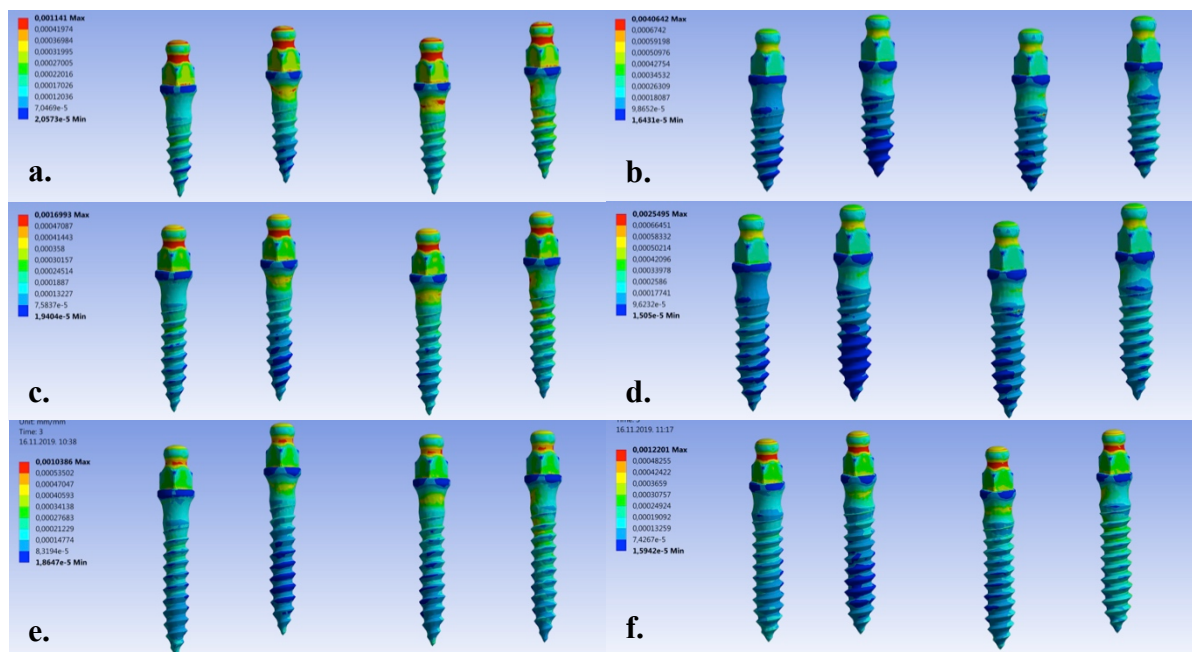 0,001141 Max
0,00041974
0,00036984
0,00031995
0,00027005
0,00022016
0,00017026
0,00012036
7,0469e-5
2,0573e-5 Min
a.
0,0040642 Max
0,0006742
0,00059198
0,00050976
0,00042754
0,00034532
0,00026309
0,00018087
9,8652e-5
1,6431e-5 Min
b.
0,0016993 Max
0,00047087
0,00041443
0,000358
0,00030157
0,00024514
0,0001887
0,00013227
7,5837e-5
1,9404e-5 Min
c.
0,0025495 Max
0,00066451
0,00058332
0,00050214
0,00042096
0,00033978
0,0002586
0,00017741
9,6232e-5
1,505e-5 Min
d.
Unit: mm/mm
Time: 3
16.11.2019. 10:38
0,0010386 Max
0,00053502
0,00047047
0,00040593
0,00034138
0,00027683
0,00021229
0,00014774
8,3194e-5
1,8647e-5 Min
e.
16.11.2019. 11:17
0,0012201 Max
0,00048255
0,00042422
0,0003659
0,00030757
0,00024924
0,00019092
0,00013259
7,4267e-5
1,5942e-5 Min
f.